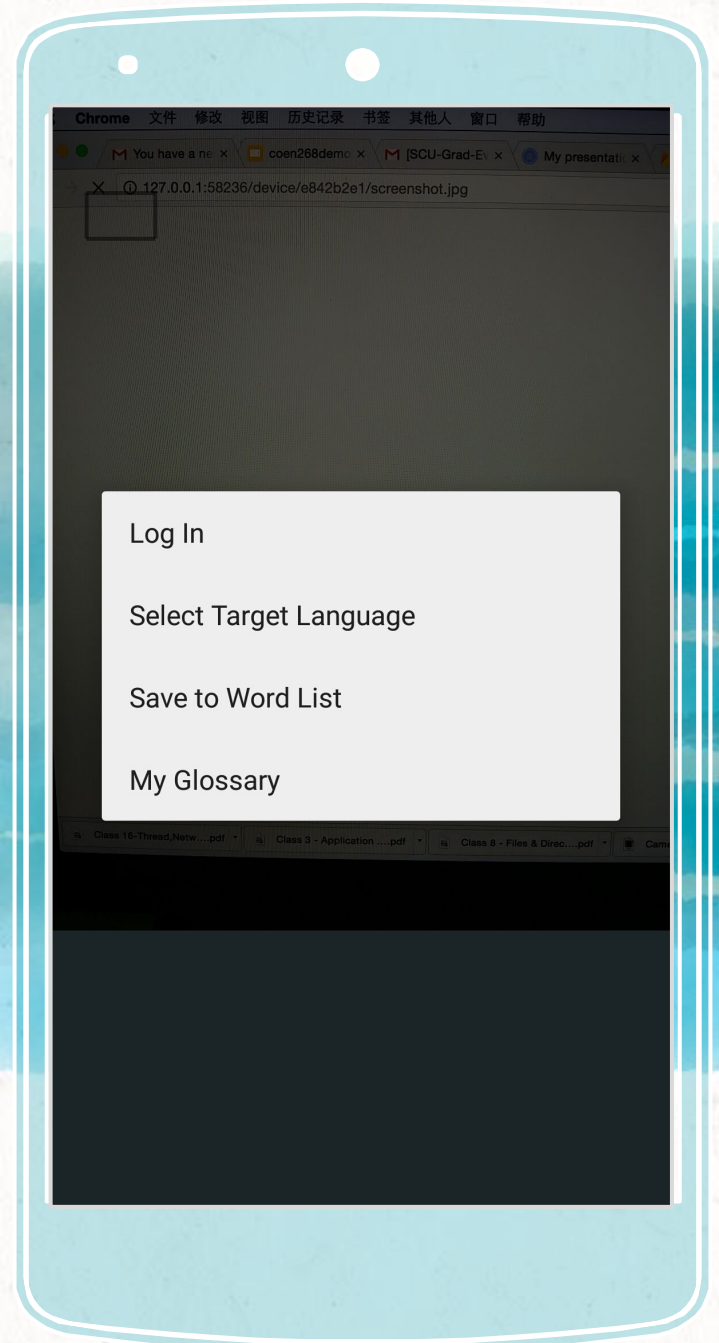 Chrome 文件 修改 视图 历史记录 书签 其他人 窗口 帮助
You have a ne × coen268demo × [SCU-Grad-Ev × My presentatio ×
127.0.0.1:58236/device/e842b2e1/screenshot.jpg
Log In
Select Target Language
Save to Word List
My Glossary
Class 16-Thread,Netw....pdf Class 3 - Application ....pdf Class 8 - Files & Direc....pdf Came